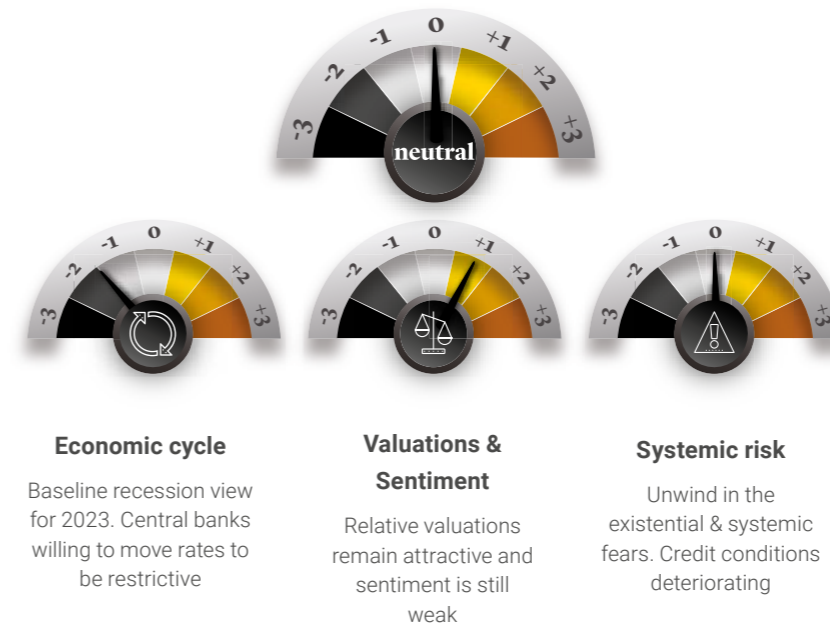 -3 -2 -1 0 +1 +2 +3
neutral
-3 -2 -1 0 +1 +2 +3
-3 -2 -1 0 +1 +2 +3
-3 -2 -1 0 +1 +2 +3
Economic cycle
Baseline recession view
for 2023. Central banks
willing to move rates to
be restrictive
Valuations &
Sentiment
Relative valuations
remain attractive and
sentiment is still
weak
Systemic risk
Unwind in the
existential & systemic
fears. Credit conditions
deteriorating